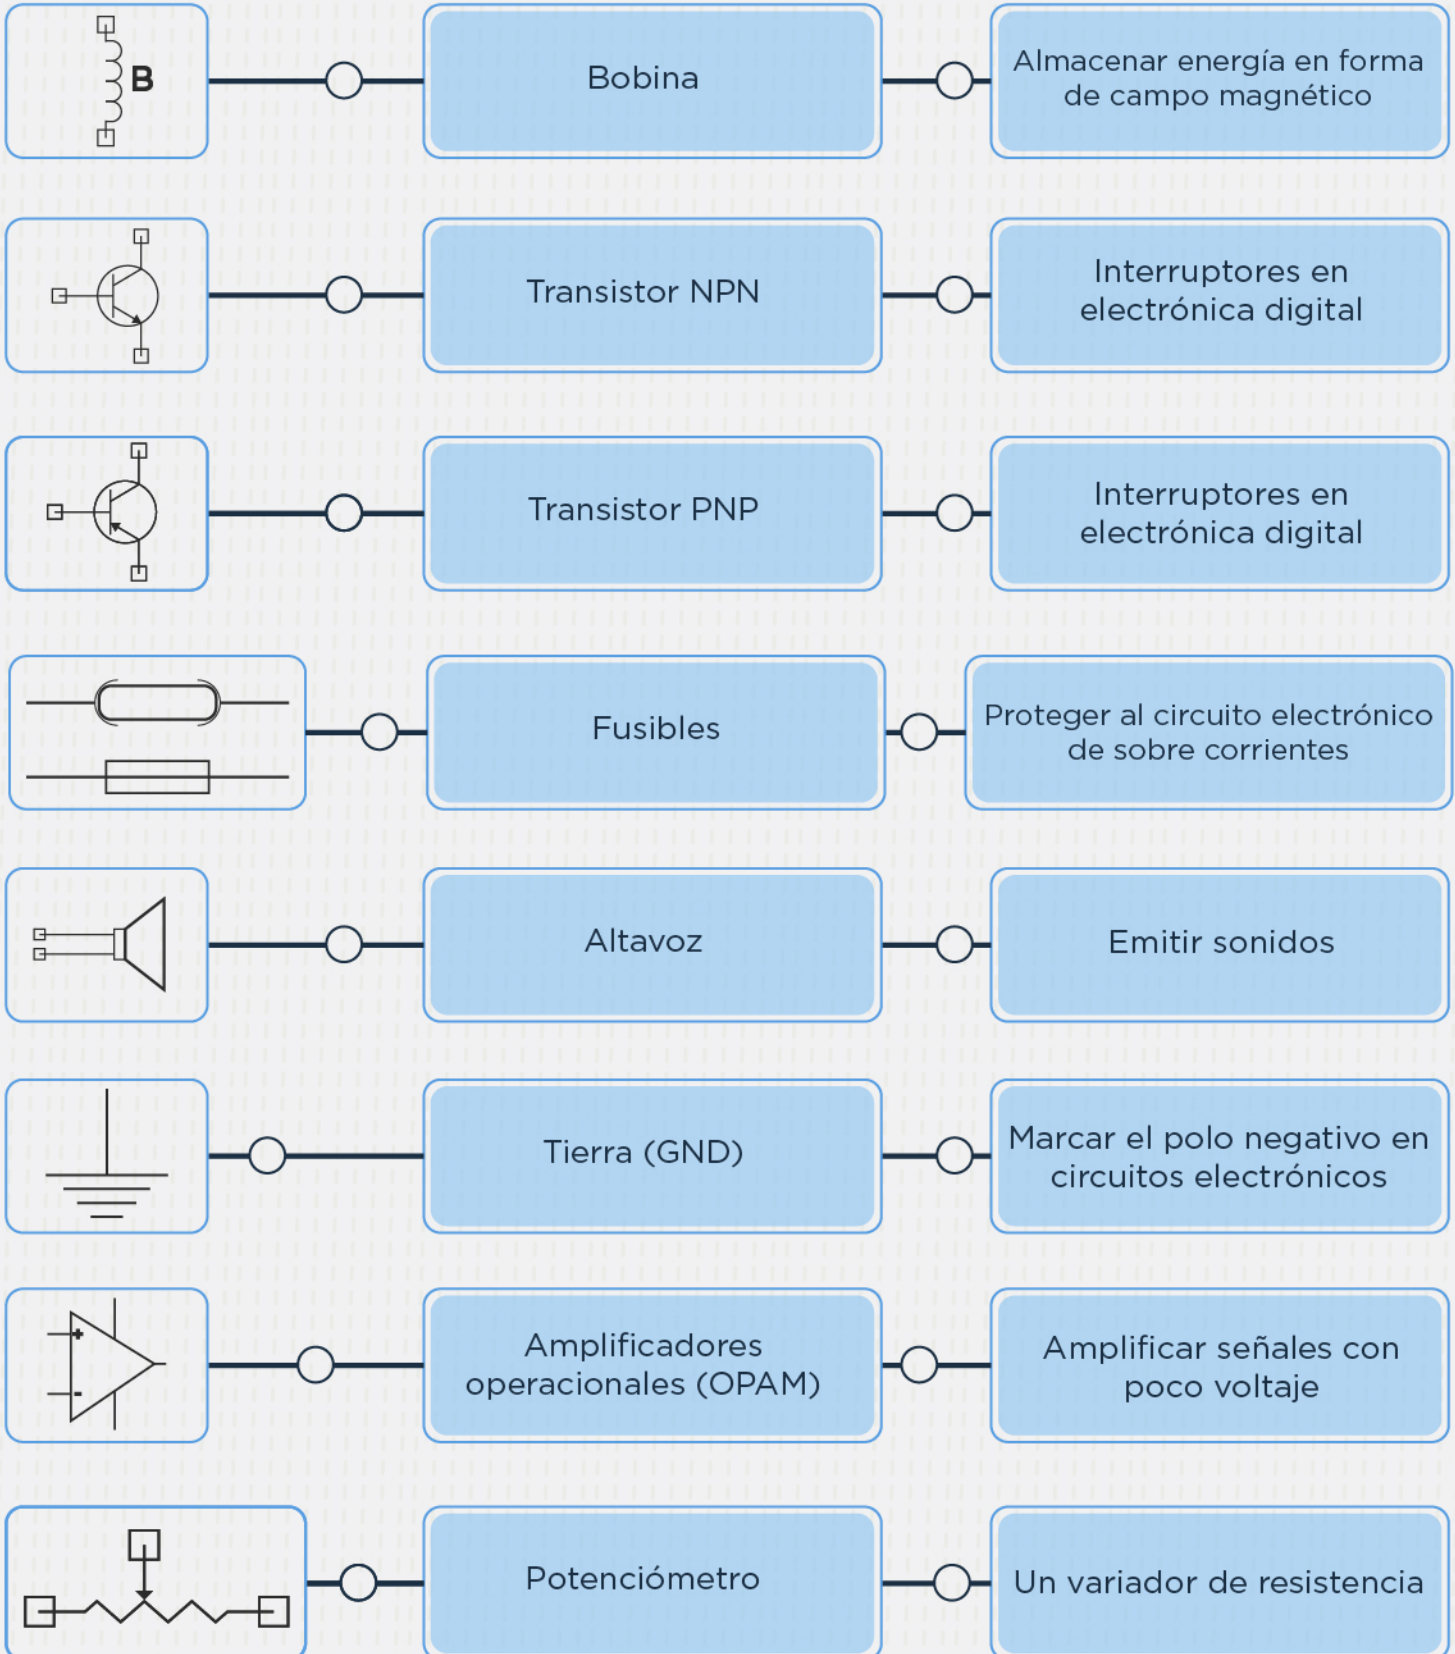 B
Bobina
Almacenar energía en forma
de campo magnético
Transistor NPN
Interruptores en
electrónica digital
Transistor PNP
Interruptores en
electrónica digital
Fusibles
Proteger al circuito electrónico
de sobre corrientes
Altavoz
Emitir sonidos
Tierra (GND)
Marcar el polo negativo en
circuitos electrónicos
+
-
Amplificadores
operacionales (OPAM)
Amplificar señales con
poco voltaje
Potenciómetro
Un variador de resistencia